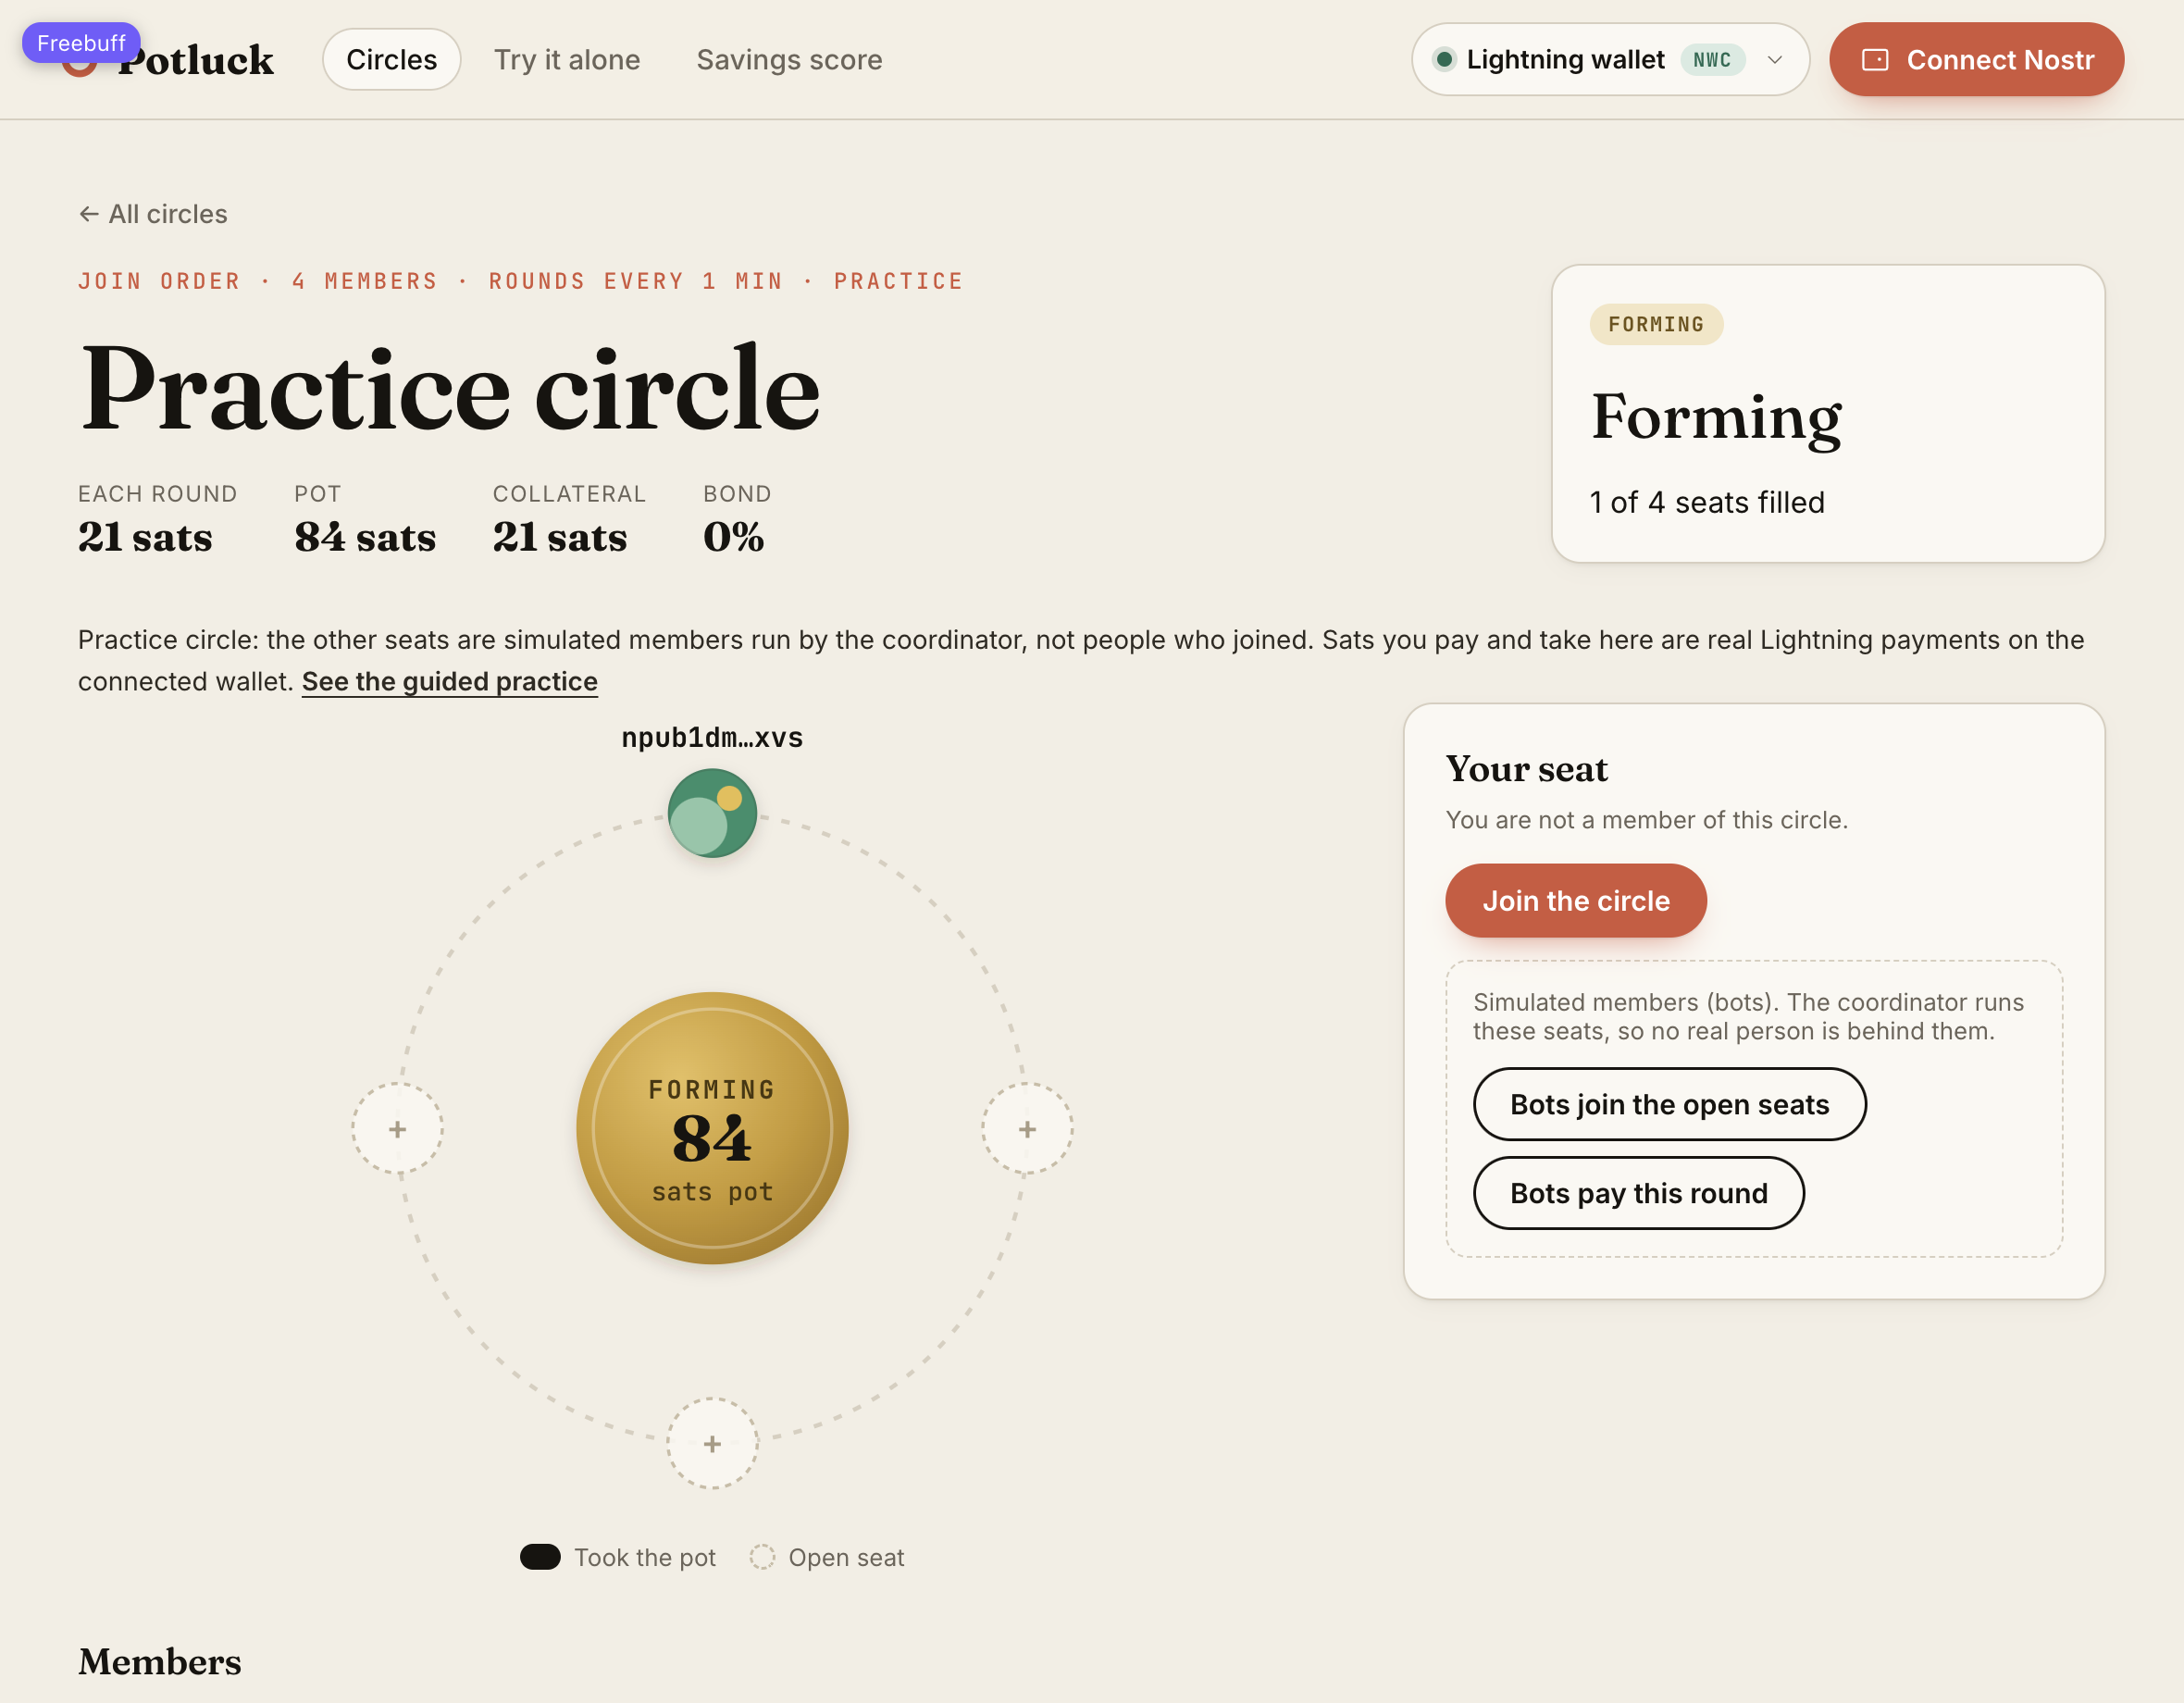 Freebuff
Potluck
Circles
Try it alone
Savings score
Lightning wallet NWC
Connect Nostr
← All circles
JOIN ORDER · 4 MEMBERS · ROUNDS EVERY 1 MIN · PRACTICE
Practice circle
EACH ROUND
21 sats
POT
84 sats
COLLATERAL
21 sats
BOND
0%
FORMING
Forming
1 of 4 seats filled
Practice circle: the other seats are simulated members run by the coordinator, not people who joined. Sats you pay and take here are real Lightning payments on the
connected wallet. See the guided practice
npub1dm…xvs
FORMING
84
sats pot
+
+
+
Took the pot
Open seat
Your seat
You are not a member of this circle.
Join the circle
Simulated members (bots). The coordinator runs
these seats, so no real person is behind them.
Bots join the open seats
Bots pay this round
Members